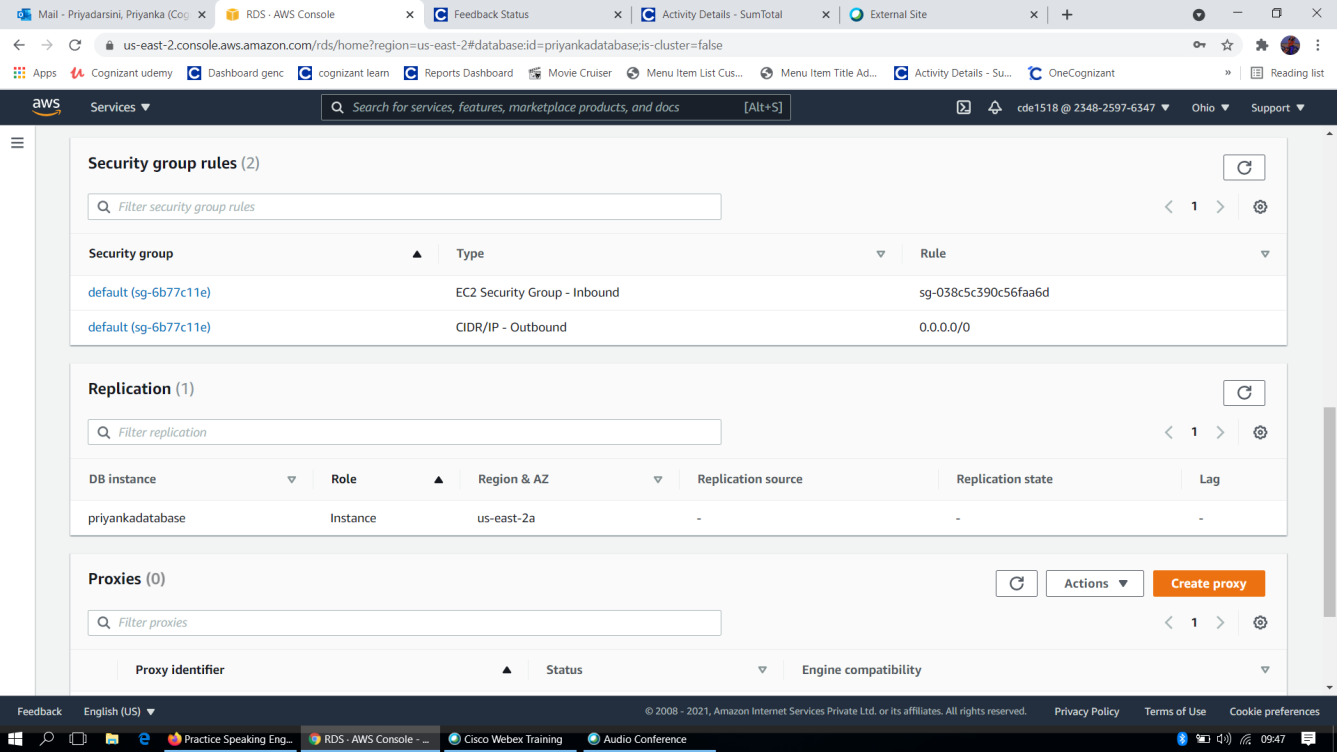 Mail - Priyadarsini, Priyanka (Cog
RDS · AWS Console
Feedback Status
Activity Details - SumTotal
External Site
us-east-2.console.aws.amazon.com/rds/home?region=us-east-2#database:id=priyankadatabase;is-cluster=false
Apps
Cognizant udemy
Dashboard genc
cognizant learn
Reports Dashboard
Movie Cruiser
Menu Item List Cus...
Menu Item Title Ad...
Activity Details - Su...
OneCognizant
»
Reading list
aws
Services
Search for services, features, marketplace products, and docs
[Alt+S]
cde1518 @ 2348-2597-6347
Ohio
Support
Security group rules (2)
Filter security group rules
1
Security group
Type
Rule
default (sg-6b77c11e)
EC2 Security Group - Inbound
sg-038c5c390c56faa6d
default (sg-6b77c11e)
CIDR/IP - Outbound
0.0.0.0/0
Replication (1)
Filter replication
1
DB instance
Role
Region & AZ
Replication source
Replication state
Lag
priyankadatabase
Instance
us-east-2a
-
-
-
Proxies (0)
Actions
Create proxy
Filter proxies
1
Proxy identifier
Status
Engine compatibility
Feedback
English (US)
© 2008 - 2021, Amazon Internet Services Private Ltd. or its affiliates. All rights reserved.
Privacy Policy
Terms of Use
Cookie preferences
Practice Speaking Eng...
RDS · AWS Console - ...
Cisco Webex Training
Audio Conference
09:47